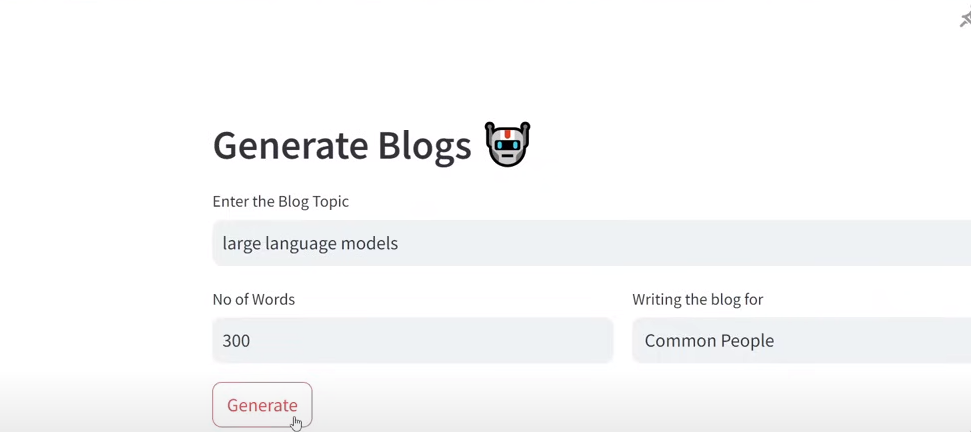 Generate Blogs
Enter the Blog Topic
large language models
No of Words
Writing the blog for
300
Common People
Generate